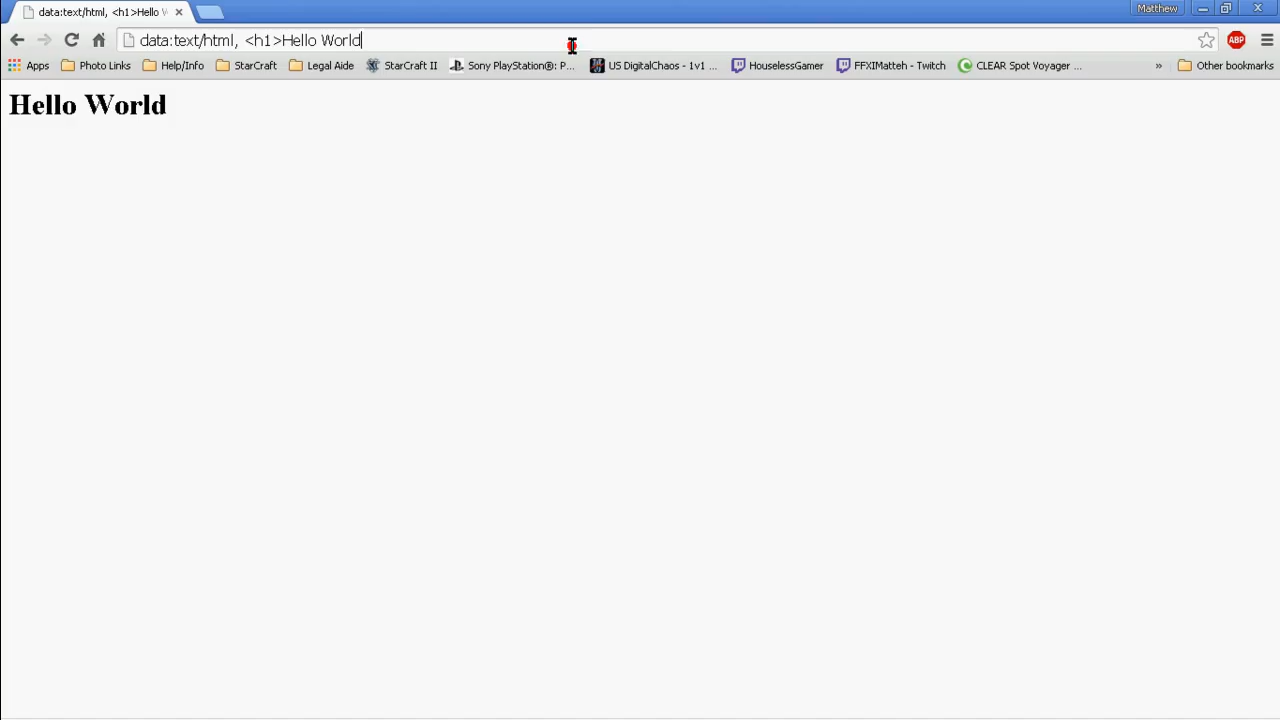 data:text/html, <h1>Hello W
Matthew
data:text/html, <h1>Hello World
ABP
Apps Photo Links Help/Info StarCraft Legal Aide StarCraft II Sony PlayStation®: P... US DigitalChaos - 1v1 ... HouselessGamer FFXIMatteh - Twitch CLEAR Spot Voyager ... » Other bookmarks
Hello World